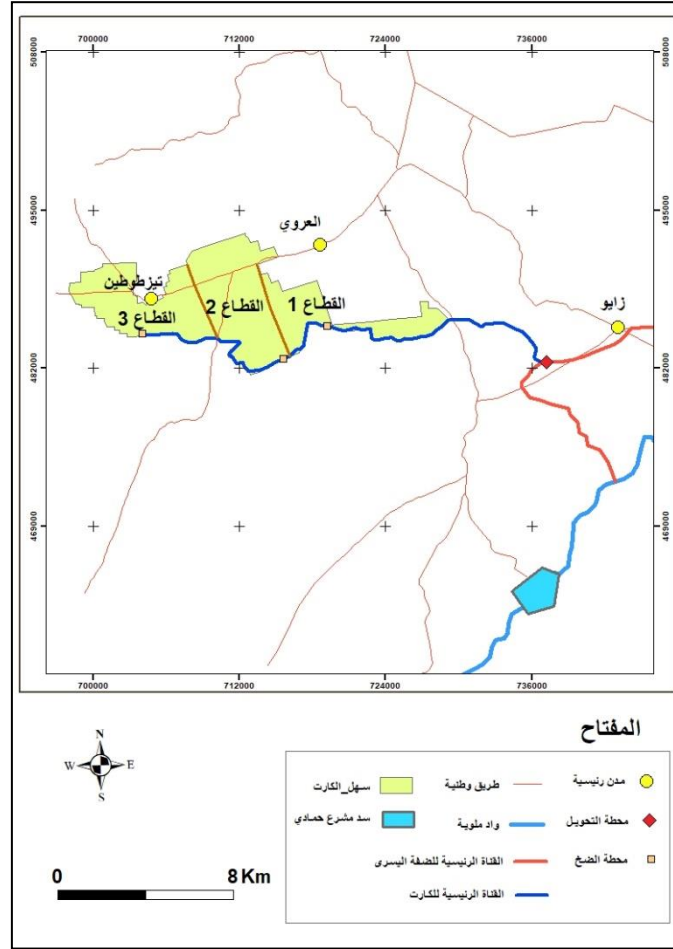 700000 712000 724000 736000
508000 508000
495000 495000
العروي
تيزطوطين
زايو
القطاع 1
القطاع 2
القطاع 3
482000 482000
469000 469000
700000 712000 724000 736000
N
W E
S
0 8 Km
المفتاح
مدن رئيسية
طريق وطنية
سهل_الكارت
محطة التحويل
واد ملوية
سد مشرع حمادي
محطة الضخ
القناة الرئيسية للضفة اليسرى
القناة الرئيسية للكارت